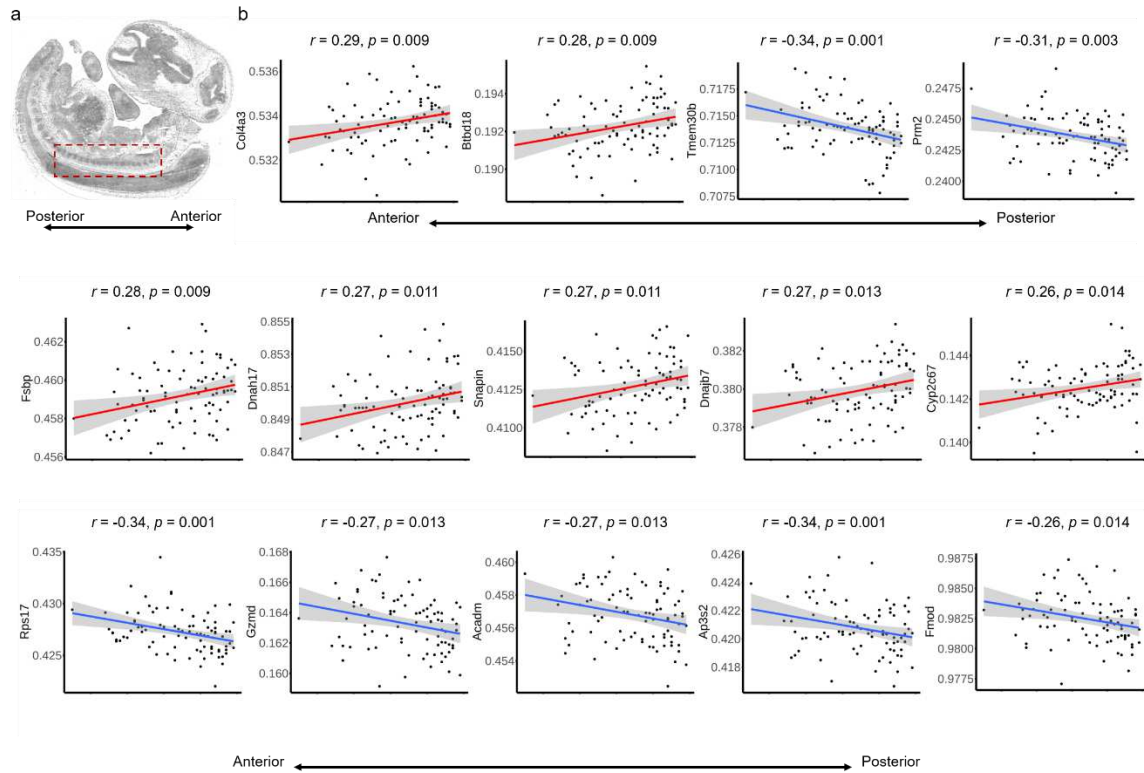 a
Posterior Anterior
b
r = 0.29, p = 0.009
0.536
0.534
0.532
Col4a3
r = 0.28, p = 0.009
0.194
0.192
0.190
Btbd18
r = -0.34, p = 0.001
0.7175
0.7150
0.7125
0.7100
0.7075
Tmem30b
r = -0.31, p = 0.003
0.2475
0.2450
0.2425
0.2400
Prm2
Anterior Posterior
r = 0.28, p = 0.009
0.462
0.460
0.458
0.456
Fsbp
r = 0.27, p = 0.011
0.855
0.853
0.851
0.849
0.847
Dnah17
r = 0.27, p = 0.011
0.4150
0.4125
0.4100
Snapin
r = 0.27, p = 0.013
0.382
0.380
0.378
Dnajb7
r = 0.26, p = 0.014
0.144
0.142
0.140
Cyp2c67
r = -0.34, p = 0.001
0.435
0.430
0.425
Rps17
r = -0.27, p = 0.013
0.168
0.166
0.164
0.162
0.160
Gzmd
r = -0.27, p = 0.013
0.460
0.458
0.456
0.454
Acadm
r = -0.34, p = 0.001
0.426
0.424
0.422
0.420
0.418
Ap3s2
r = -0.26, p = 0.014
0.9875
0.9850
0.9825
0.9800
0.9775
Fmod
Anterior Posterior